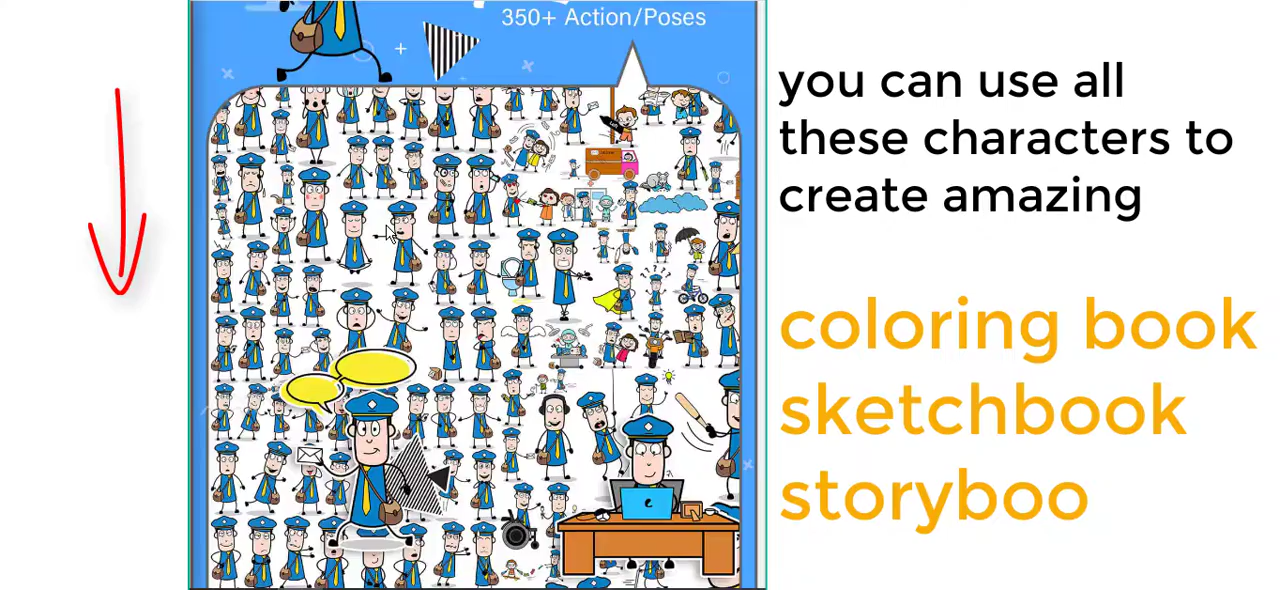 350+ Action/Poses
you can use all
these characters to
create amazing
coloring book
sketchbook
storyboo